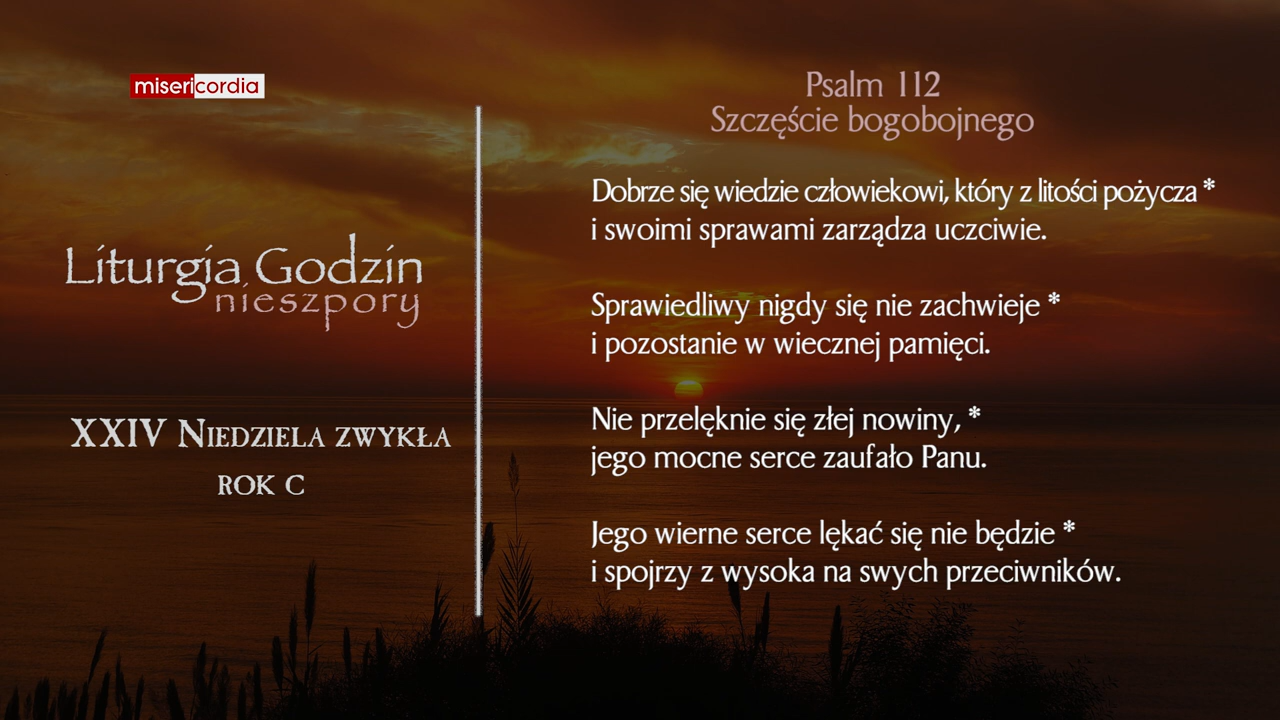 misericordia
Liturgia Godzin
nieszpory
XXIV Niedziela zwykła
rok C
Psalm 112
Szczęście bogobojnego
Dobrze się wiedzie człowiekowi, który z litości pożycza *
i swoimi sprawami zarządza uczciwie.
Sprawiedliwy nigdy się nie zachwieje *
i pozostanie w wiecznej pamięci.
Nie przelęknie się złej nowiny, *
jego mocne serce zaufało Panu.
Jego wierne serce lękać się nie będzie *
i spojrzy z wysoka na swych przeciwników.